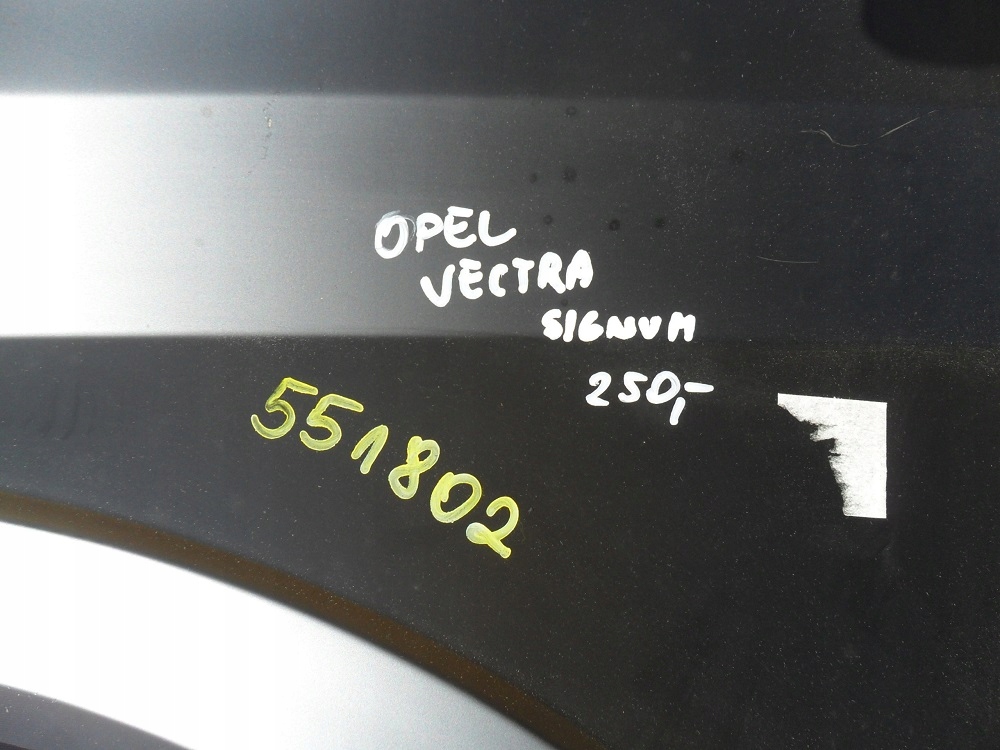 OPEL
VECTRA
SIGNUM
250,-
551802